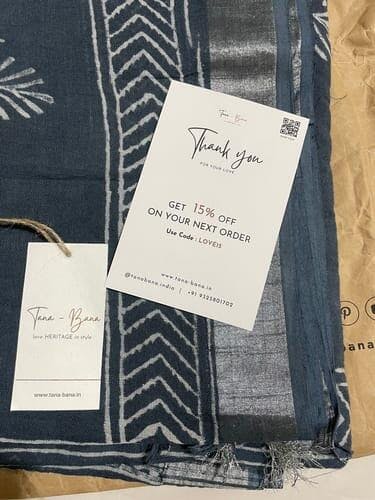 Tana - Bana
Thank you
FOR YOUR LOVE
GET 15% OFF
ON YOUR NEXT ORDER
Use Code : LOVE15
www.tana-bana.in
@tanabana.india | +91 9323801702
Tana - Bana
love HERITAGE in style
www.tana-bana.in
bana